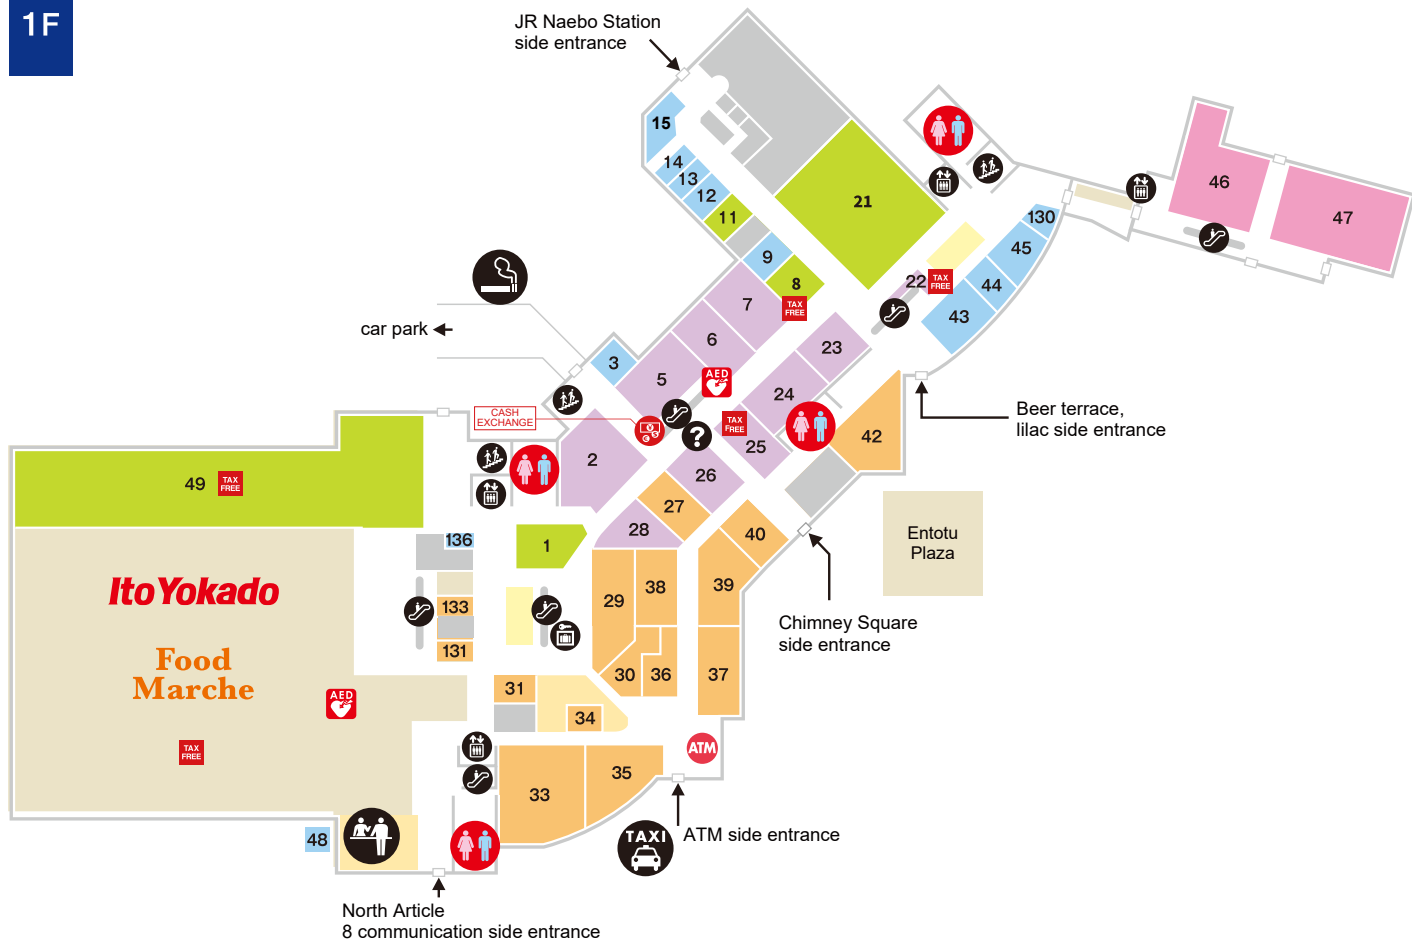 1F
JR Naebo Station
side entrance
15
14
13
12
11
21
130
45
44
43
46
47
9
8
TAX
FREE
22
TAX
FREE
7
6
5
3
car park
AED
CASH
EXCHANGE
23
24
TAX
FREE
25
42
Beer terrace,
lilac side entrance
2
26
27
28
49
TAX
FREE
1
136
133
131
40
39
38
29
30
36
37
Entotu
Plaza
Chimney Square
side entrance
ItoYokado
Food
Marche
AED
TAX
FREE
31
34
33
35
ATM
48
TAXI
ATM side entrance
North Article
8 communication side entrance